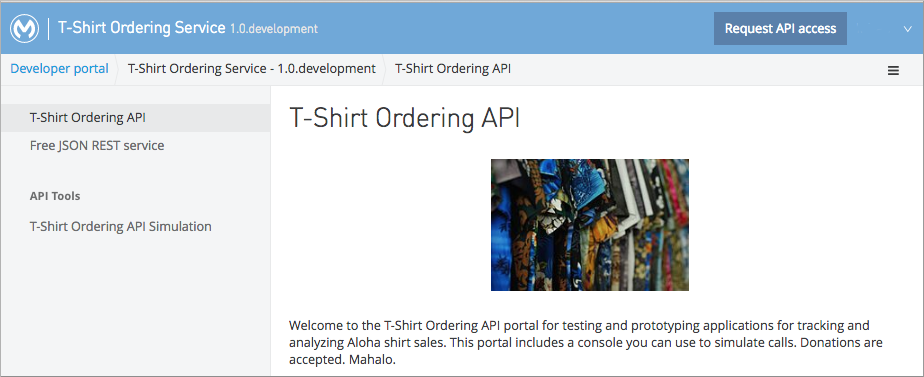 T-Shirt Ordering Service 1.0.development
Request API access
Developer portal
T-Shirt Ordering Service - 1.0.development
T-Shirt Ordering API
T-Shirt Ordering API
Free JSON REST service
API Tools
T-Shirt Ordering API Simulation
T-Shirt Ordering API
Welcome to the T-Shirt Ordering API portal for testing and prototyping applications for tracking and
analyzing Aloha shirt sales. This portal includes a console you can use to simulate calls. Donations are
accepted. Mahalo.